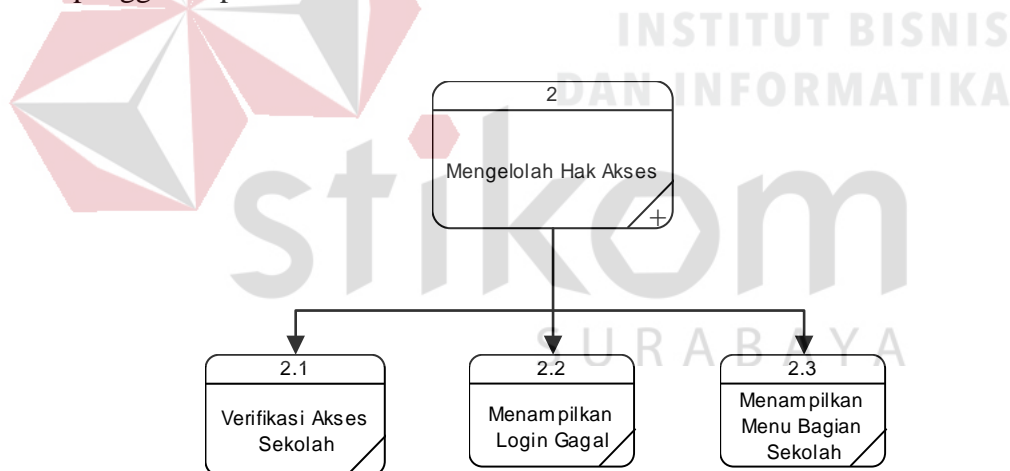 INSTITUT BISNIS
DAN INFORMATIKA
2
Mengelolah Hak Akses
+
stikom
SURABAYA
2.1
Verifikasi Akses
Sekolah
2.2
Menampilkan
Login Gagal
2.3
Menampilkan
Menu Bagian
Sekolah